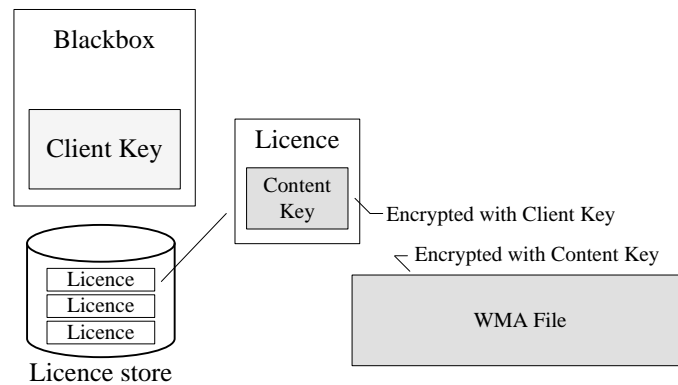 Blackbox
Client Key
Licence
Content
Key
Encrypted with Client Key
Encrypted with Content Key
WMA File
Licence
Licence
Licence
Licence store